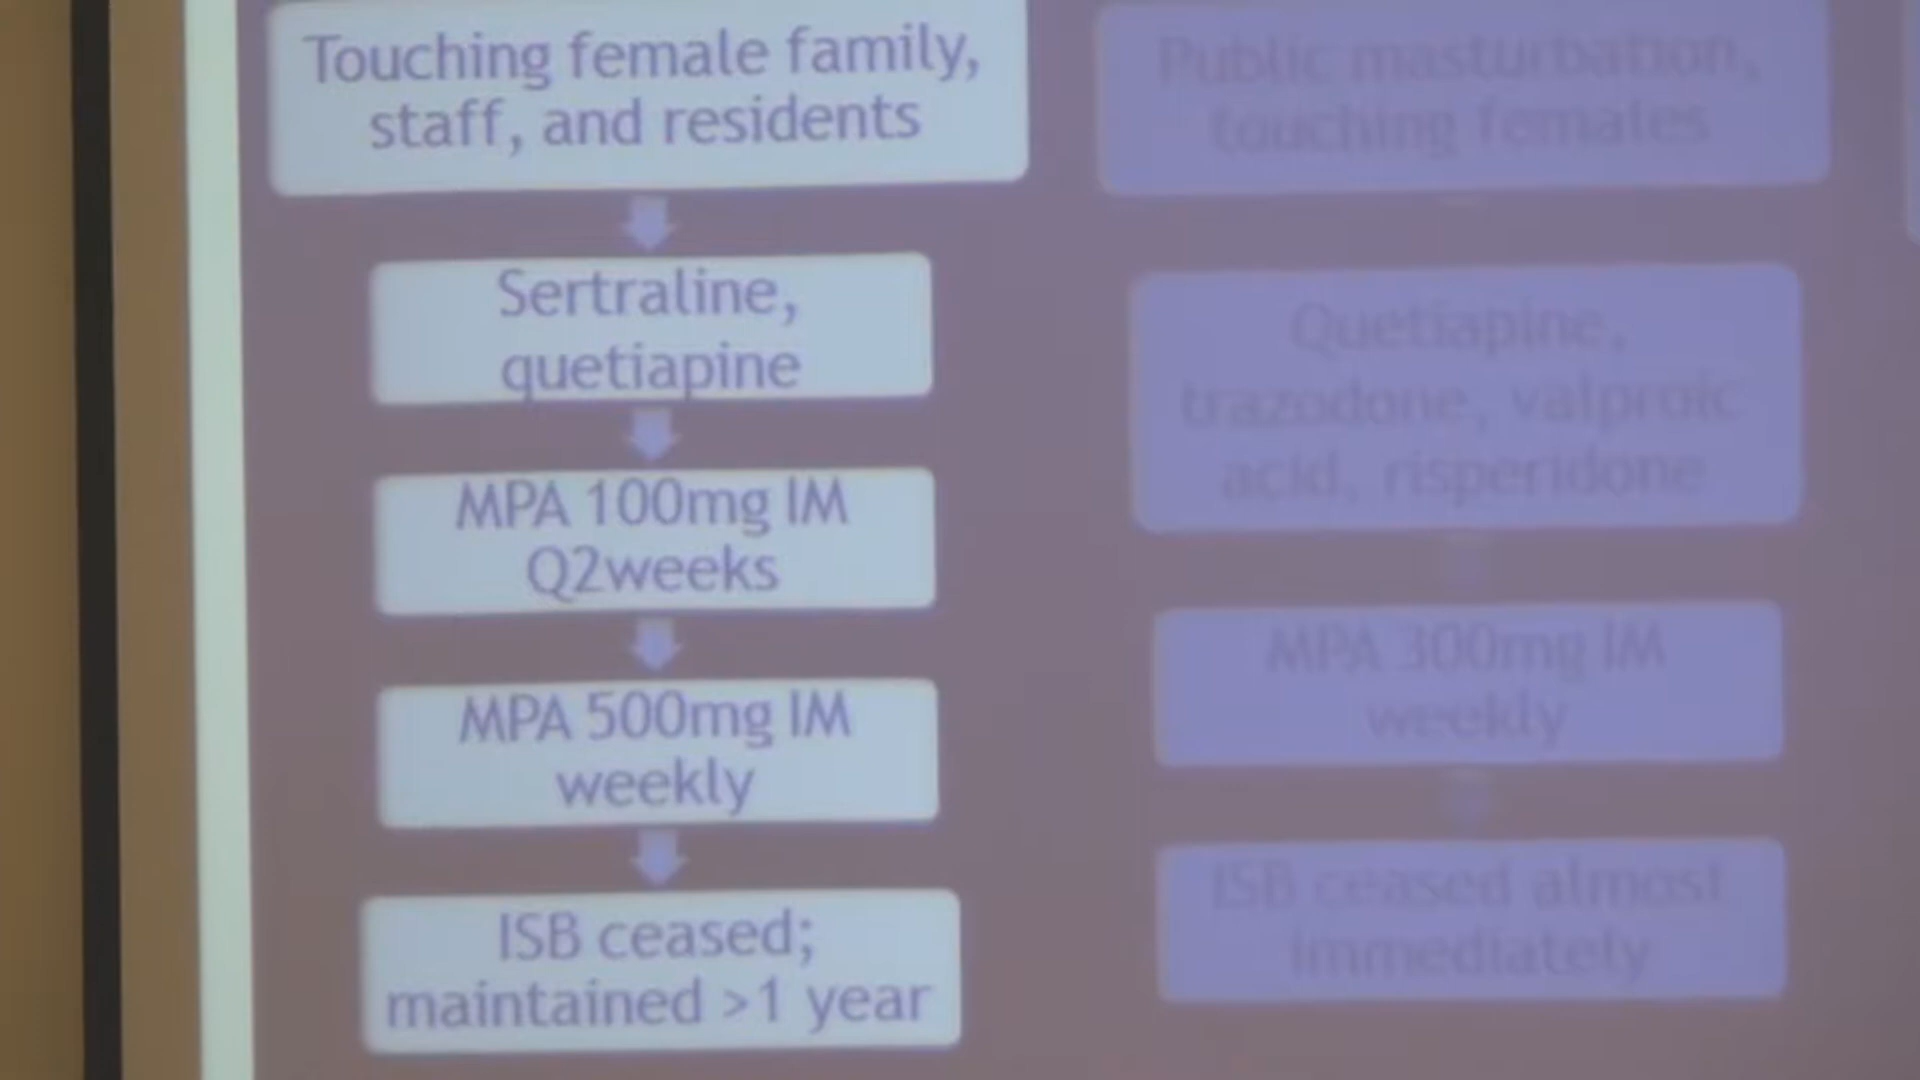 Touching female family,
staff, and residents
Sertraline,
quetiapine
MPA 100mg IM
Q2weeks
MPA 500mg IM
weekly
ISB ceased;
maintained >1 year
Public masturbation,
touching females
Quetiapine,
trazodone, valproic
acid, risperidone
MPA 300mg IM
weekly
ISB ceased almost
immediately